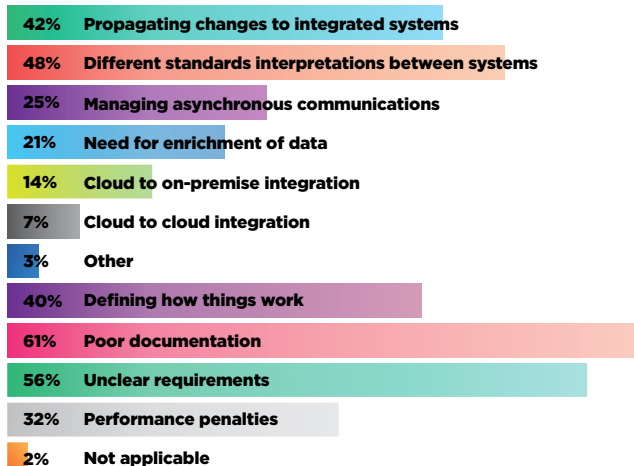 42% Propagating changes to integrated systems
48% Different standards interpretations between systems
25% Managing asynchronous communications
21% Need for enrichment of data
14% Cloud to on-premise integration
7% Cloud to cloud integration
3% Other
40% Defining how things work
61% Poor documentation
56% Unclear requirements
32% Performance penalties
2% Not applicable